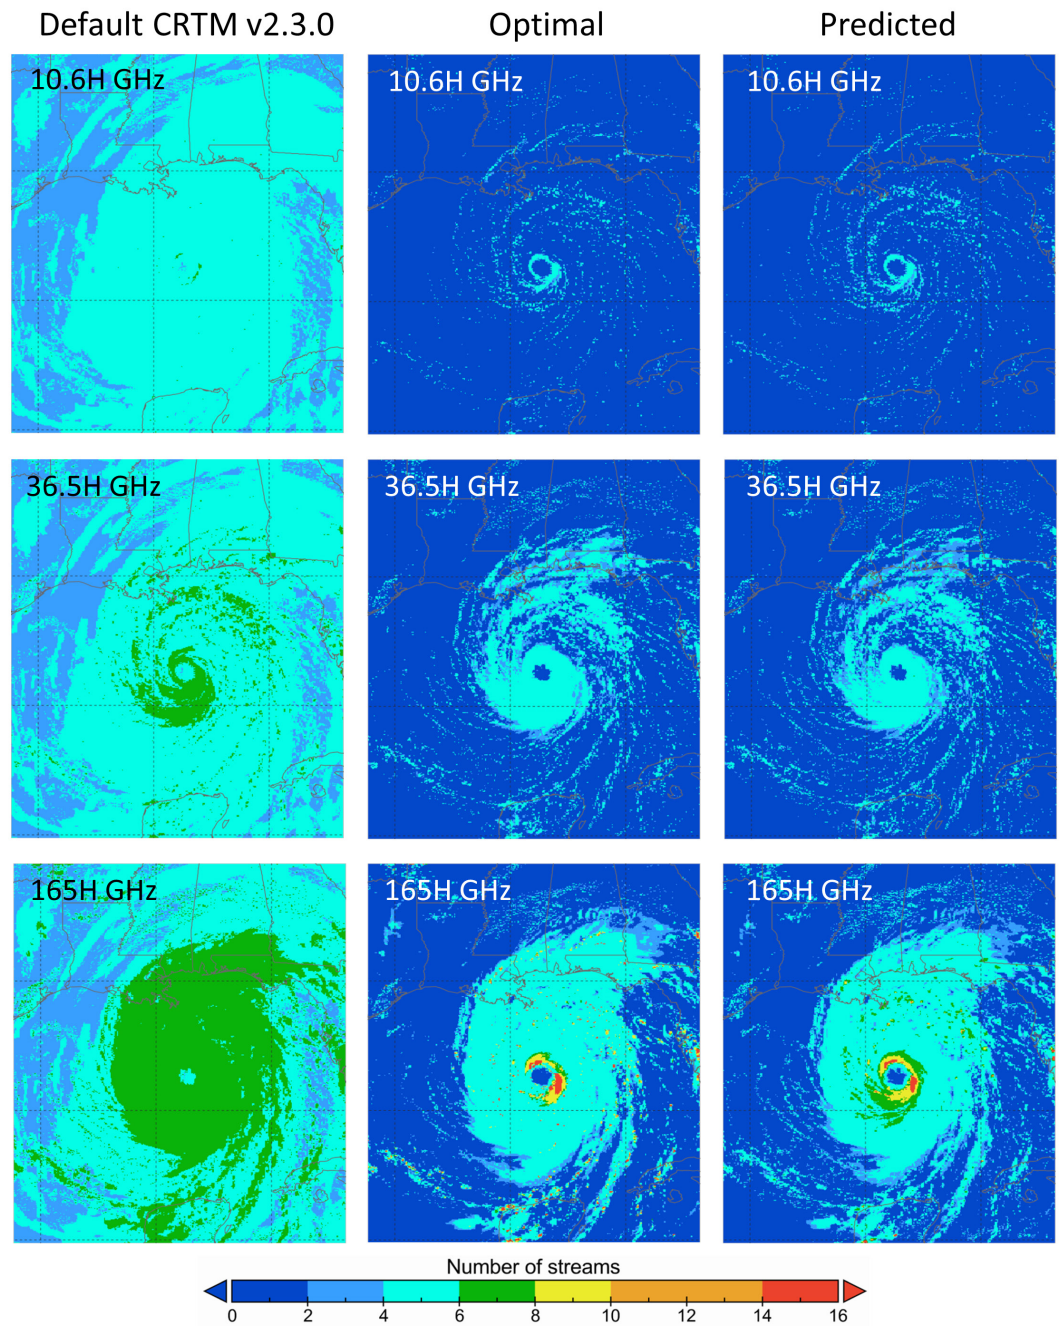 Default CRTM v2.3.0 Optimal Predicted
10.6H GHz 10.6H GHz 10.6H GHz
36.5H GHz 36.5H GHz 36.5H GHz
165H GHz 165H GHz 165H GHz
Number of streams
0 2 4 6 8 10 12 14 16